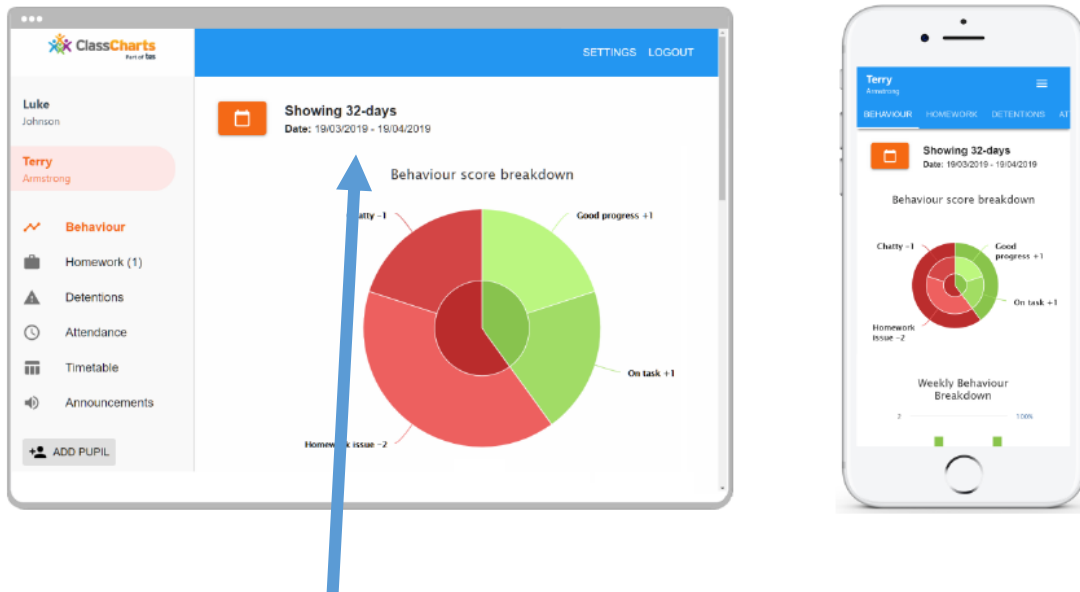 ClassCharts
Part of tes
SETTINGS LOGOUT
Luke
Johnson
Terry
Armstrong
Behaviour
Homework (1)
Detentions
Attendance
Timetable
Announcements
ADD PUPIL
Showing 32-days
Date: 19/03/2019 - 19/04/2019
Behaviour score breakdown
atty -1
Good progress +1
On task +1
Homew k issue -2
Terry
Armstrong
BEHAVIOUR HOMEWORK DETENTIONS AT
Showing 32-days
Date: 19/03/2019 - 19/04/2019
Behaviour score breakdown
Chatty -1
Good
progress +1
On task +1
Homework
issue -2
Weekly Behaviour
Breakdown
2
100%